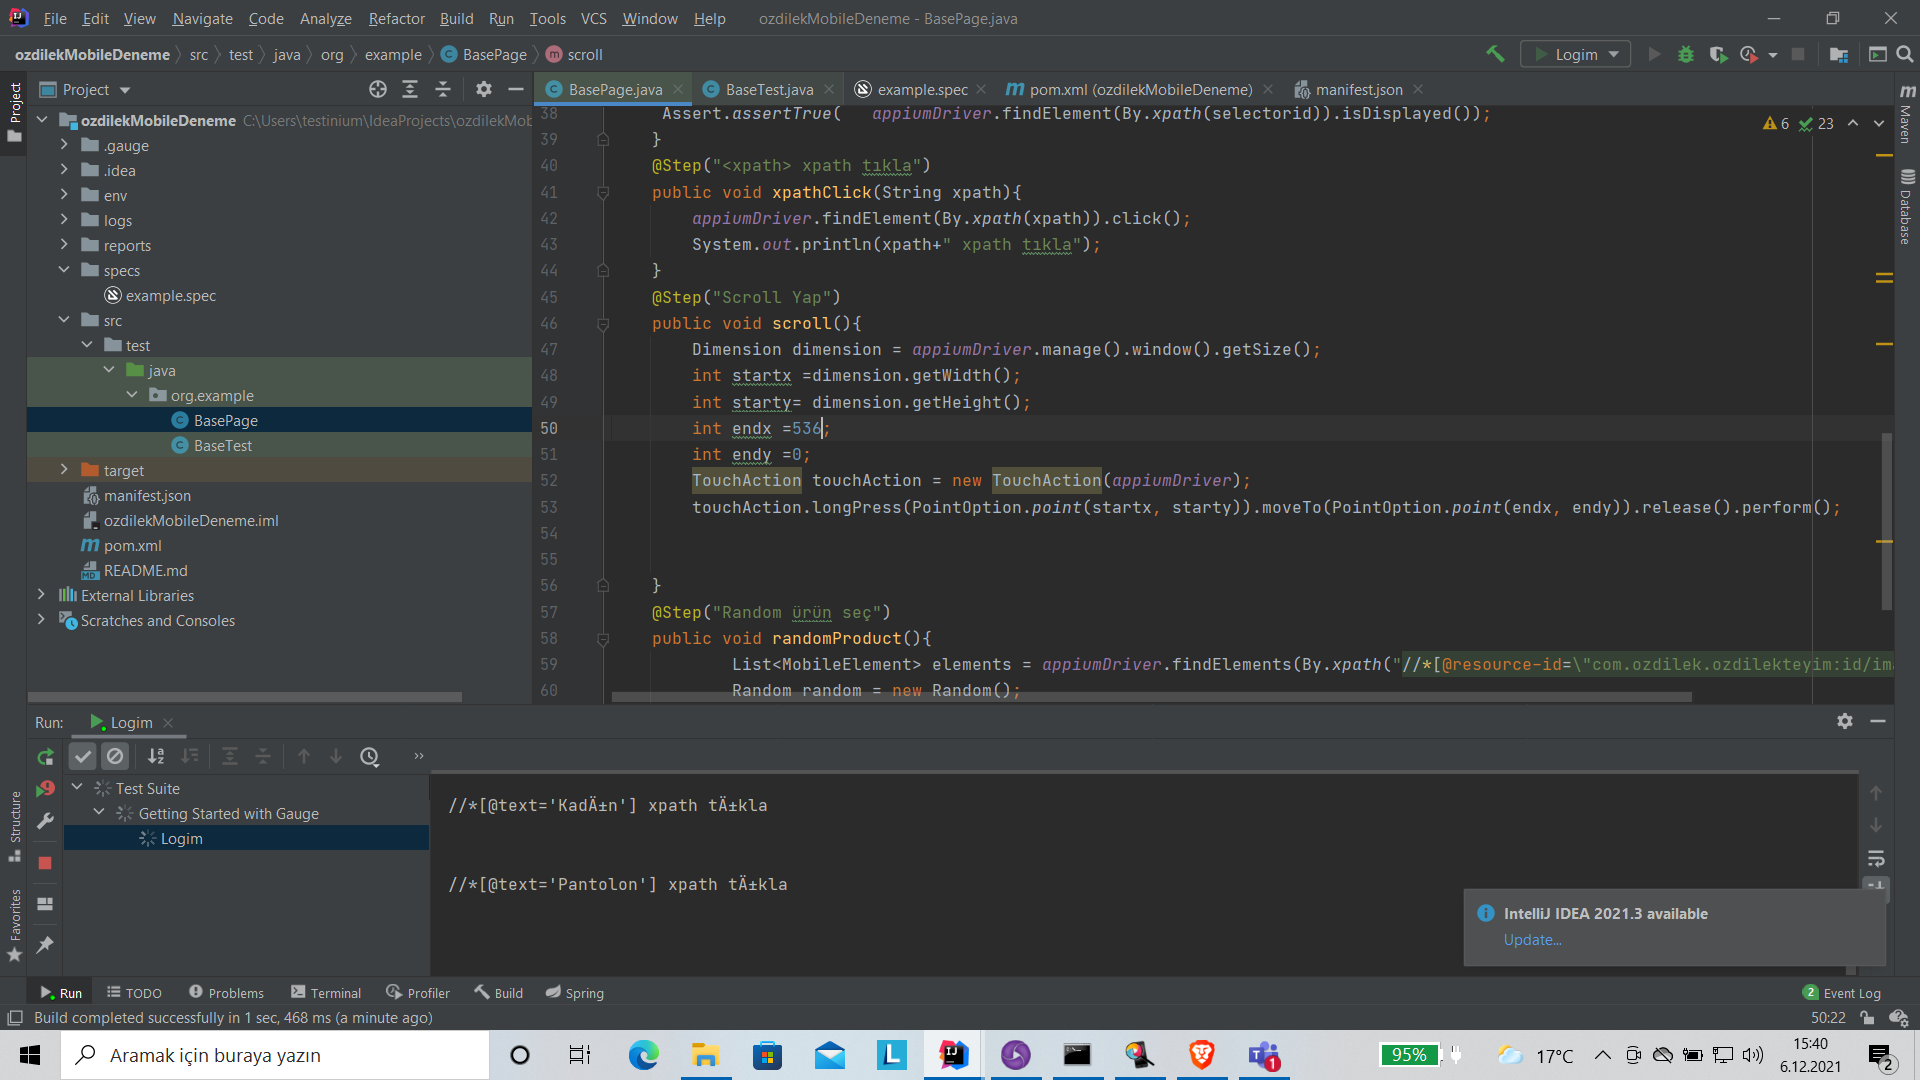 File Edit View Navigate Code Analyze Refactor Build Run Tools VCS Window Help ozdilekMobileDeneme - BasePage.java
ozdilekMobileDeneme src test java org example BasePage scroll Logim
Project
BasePage.java BaseTest.java example.spec pom.xml (ozdilekMobileDeneme) manifest.json
ozdilekMobileDeneme C:\Users\testinium\IdeaProjects\ozdilekMob
.gauge
.idea
env
logs
reports
specs
example.spec
src
test
java
org.example
BasePage
BaseTest
target
manifest.json
ozdilekMobileDeneme.iml
pom.xml
README.md
External Libraries
Scratches and Consoles
6 23
38 Assert.assertTrue( appiumDriver.findElement(By.xpath(selectorid)).isDisplayed());
39 }
40 @Step("<xpath> xpath tıkla")
41 public void xpathClick(String xpath){
42 appiumDriver.findElement(By.xpath(xpath)).click();
43 System.out.println(xpath+" xpath tıkla");
44 }
45 @Step("Scroll Yap")
46 public void scroll(){
47 Dimension dimension = appiumDriver.manage().window().getSize();
48 int startx =dimension.getWidth();
49 int starty= dimension.getHeight();
50 int endx =536;
51 int endy =0;
52 TouchAction touchAction = new TouchAction(appiumDriver);
53 touchAction.longPress(PointOption.point(startx, starty)).moveTo(PointOption.point(endx, endy)).release().perform();
54
55
56 }
57 @Step("Random ürün seç")
58 public void randomProduct(){
59 List<MobileElement> elements = appiumDriver.findElements(By.xpath("//*[@resource-id=\"com.ozdilek.ozdilekteyim:id/ima
60 Random random = new Random();
Project
Structure
Favorites
Maven
Database
Run: Logim
Test Suite
Getting Started with Gauge
Logim
//*[@text='KadÄ±n'] xpath tÄ±kla
//*[@text='Pantolon'] xpath tÄ±kla
IntelliJ IDEA 2021.3 available
Update...
Run TODO Problems Terminal Profiler Build Spring 2 Event Log
Build completed successfully in 1 sec, 468 ms (a minute ago) 50:22
Aramak için buraya yazın
95% 17°C 15:40
6.12.2021
1
2